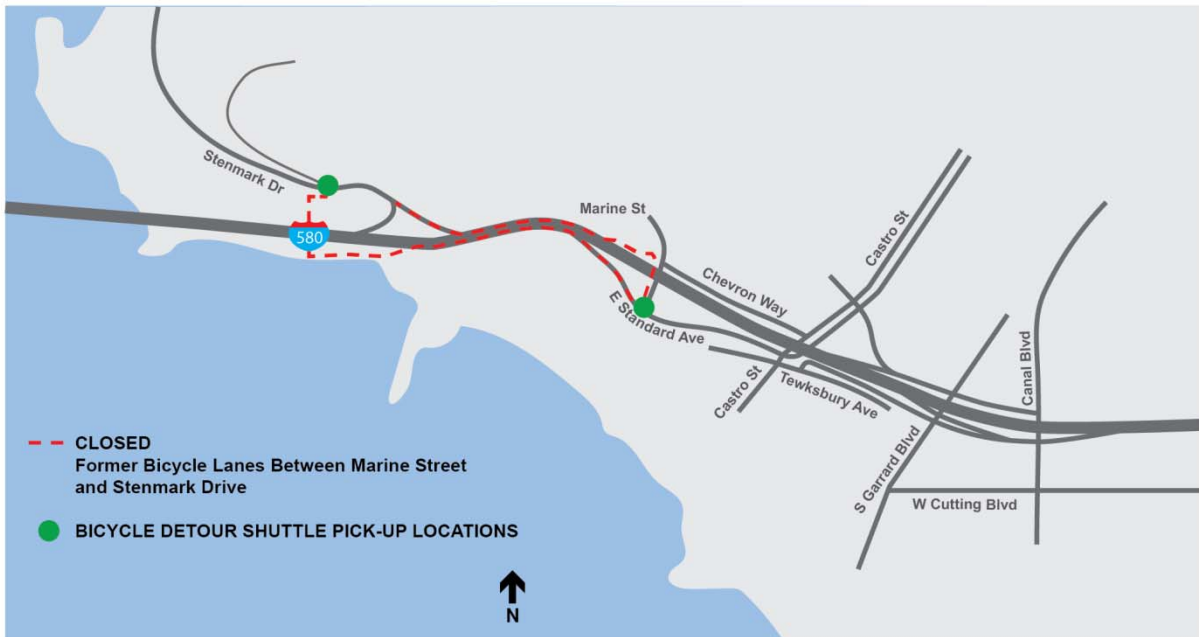 Stenmark Dr
580
Marine St
Castro St
Chevron Way
E Standard Ave
Castro St
Tewksbury Ave
Canal Blvd
S Garrard Blvd
W Cutting Blvd
CLOSED
Former Bicycle Lanes Between Marine Street
and Stenmark Drive
BICYCLE DETOUR SHUTTLE PICK-UP LOCATIONS
N